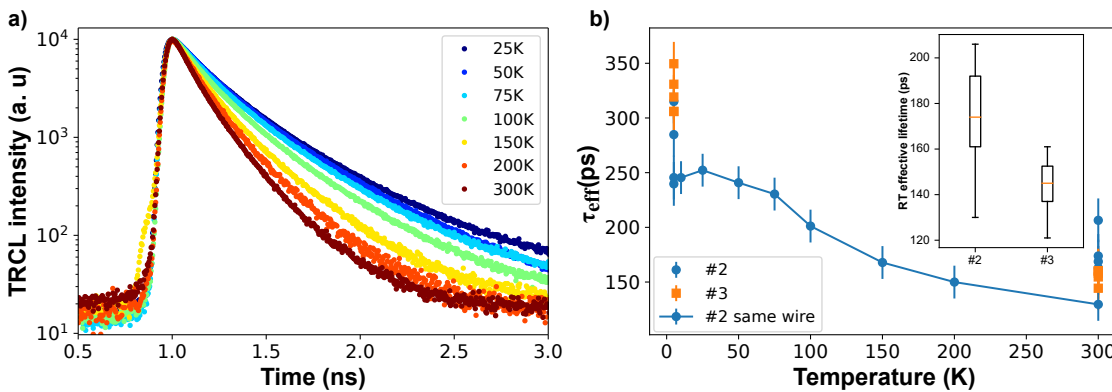 a)
TRCL intensity (a. u)
10⁴
10³
10²
10¹
0.5 1.0 1.5 2.0 2.5 3.0
Time (ns)
25K
50K
75K
100K
150K
200K
300K
b)
τeff(ps)
350
300
250
200
150
0 50 100 150 200 250 300
Temperature (K)
#2
#3
#2 same wire
RT effective lifetime (ps)
200
180
160
140
120
#2 #3